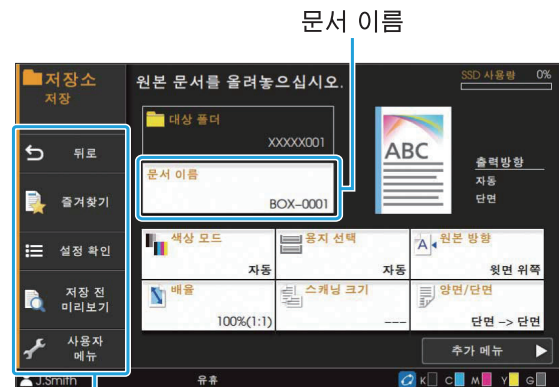 문서 이름
저장소
저장
원본 문서를 올려놓으십시오.
SSD 사용량 0%
대상 폴더
XXXXX001
문서 이름
BOX-0001
ABC
출력방향
자동
단면
뒤로
즐겨찾기
설정 확인
저장 전
미리보기
사용자
메뉴
색상 모드
자동
용지 선택
자동
A 원본 방향
윗면 위쪽
배율
100%(1:1)
스캐닝 크기
---
양면/단면
단면 -> 단면
추가 메뉴
J.Smith
유휴
K C M Y G